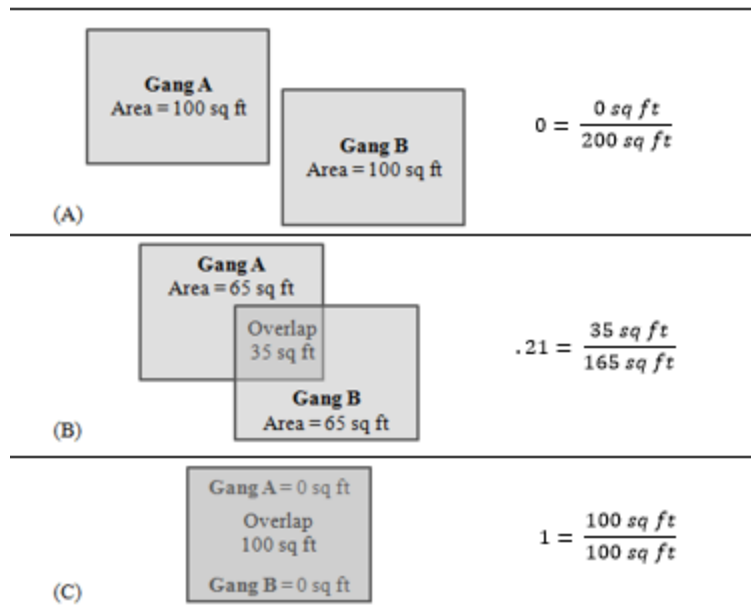 Gang A
Area = 100 sq ft
Gang B
Area = 100 sq ft
0 = 0 sq ft / 200 sq ft
(A)
Gang A
Area = 65 sq ft
Overlap
35 sq ft
Gang B
Area = 65 sq ft
.21 = 35 sq ft / 165 sq ft
(B)
Gang A = 0 sq ft
Overlap
100 sq ft
Gang B = 0 sq ft
1 = 100 sq ft / 100 sq ft
(C)